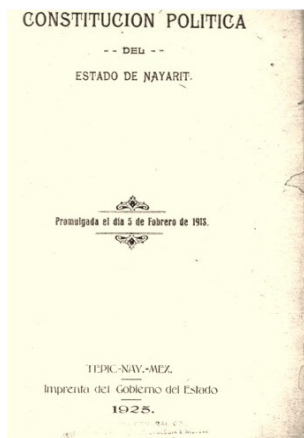 CONSTITUCION POLITICA
-- DEL --
ESTADO DE NAYARIT.
Promulgada el día 5 de Febrero de 1918.
TEPIC.-NAY.-MEX.
Imprenta del Gobierno del Estado
1925.